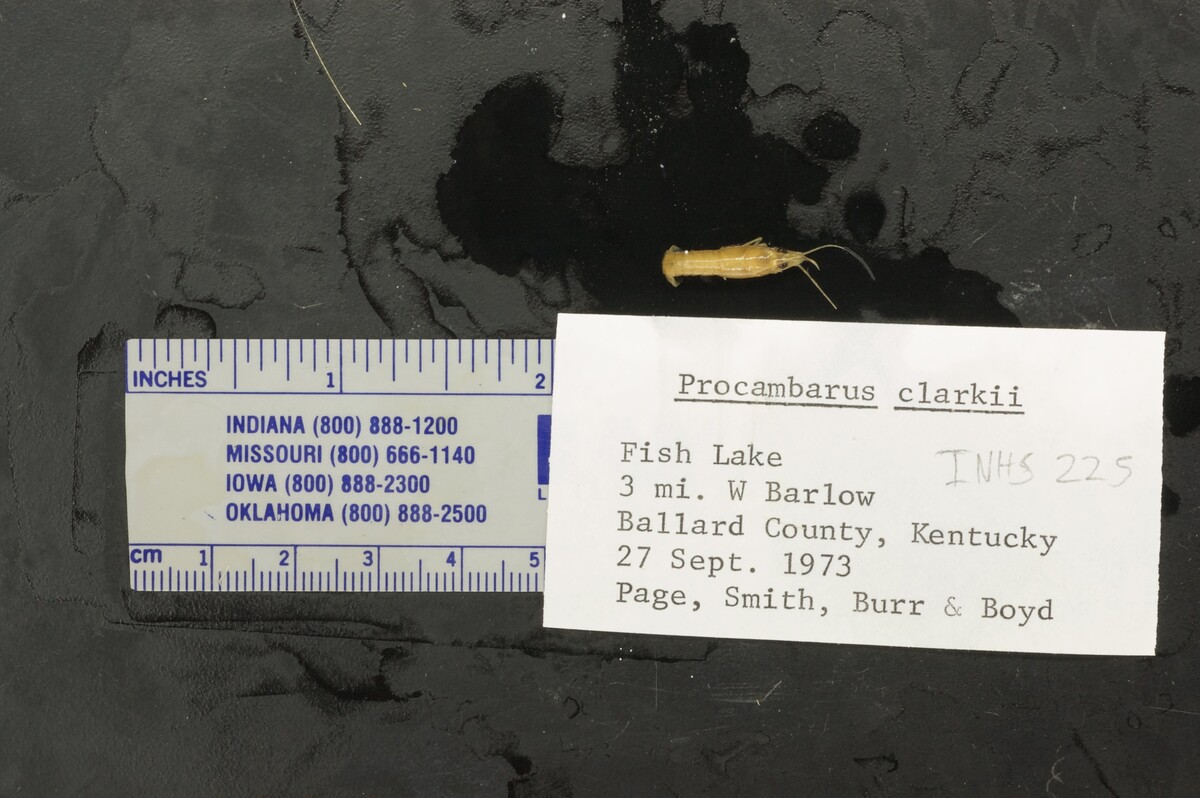 INCHES 1 2
INDIANA (800) 888-1200
MISSOURI (800) 666-1140
IOWA (800) 888-2300
OKLAHOMA (800) 888-2500
L
cm 1 2 3 4 5
Procambarus clarkii
INHS 225
Fish Lake
3 mi. W Barlow
Ballard County, Kentucky
27 Sept. 1973
Page, Smith, Burr & Boyd